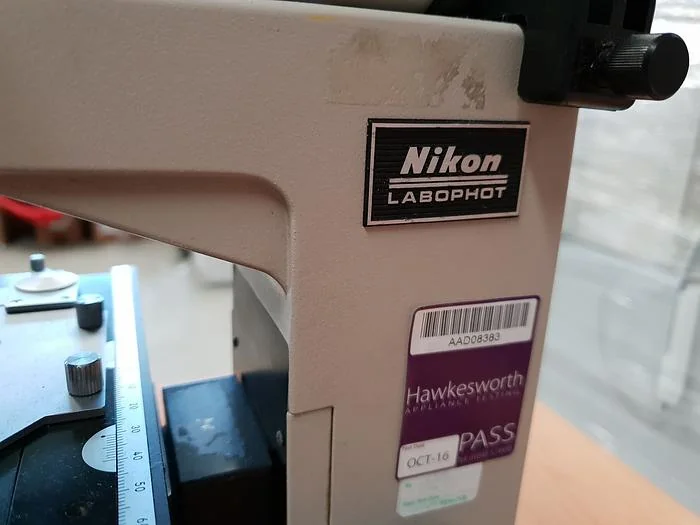 Nikon
LABOPHOT
AAD08383
Hawkesworth
APPLIANCE TESTING
PASS
OCT-16
10
20
30
40
50